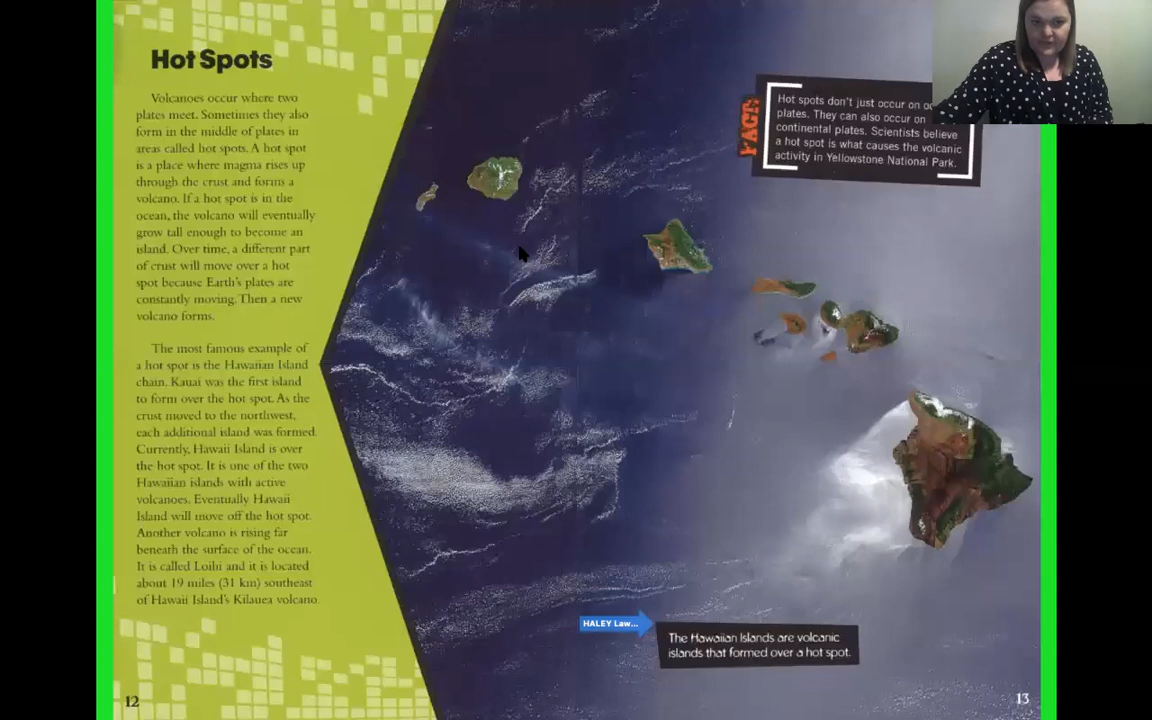 Hot Spots
Volcanoes occur where two
plates meet. Sometimes they also
form in the middle of plates in
areas called hot spots. A hot spot
is a place where magma rises up
through the crust and forms a
volcano. If a hot spot is in the
ocean, the volcano will eventually
grow tall enough to become an
island. Over time, a different part
of crust will move over a hot
spot because Earth's plates are
constantly moving. Then a new
volcano forms.
The most famous example of
a hot spot is the Hawaiian Island
chain. Kauai was the first island
to form over the hot spot. As the
crust moved to the northwest,
each additional island was formed.
Currently, Hawaii Island is over
the hot spot. It is one of the two
Hawaiian islands with active
volcanoes. Eventually Hawaii
Island will move off the hot spot.
Another volcano is rising far
beneath the surface of the ocean.
It is called Loihi and it is located
about 19 miles (31 km) southeast
of Hawaii Island's Kilauea volcano.
12
FACT
Hot spots don't just occur on
plates. They can also occur on
continental plates. Scientists believe
a hot spot is what causes the volcanic
activity in Yellowstone National Park.
HALEY Law...
The Hawaiian Islands are volcanic
islands that formed over a hot spot.
13